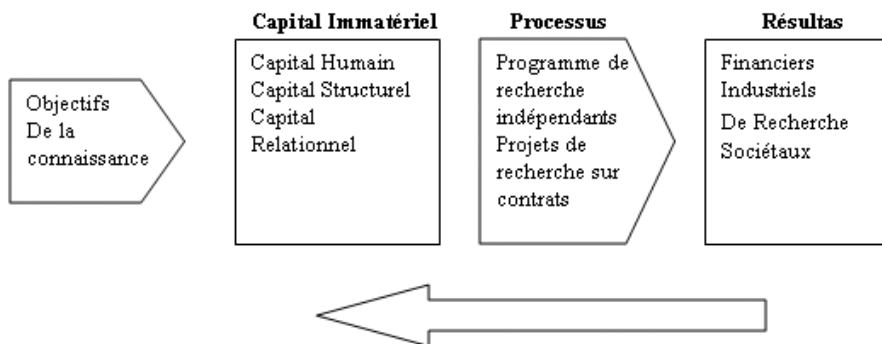 Capital Immatériel
Processus
Résultas
Objectifs
De la
connaissance
Capital Humain
Capital Structurel
Capital
Relationnel
Programme de
recherche
indépendants
Projets de
recherche sur
contrats
Financiers
Industriels
De Recherche
Sociétaux